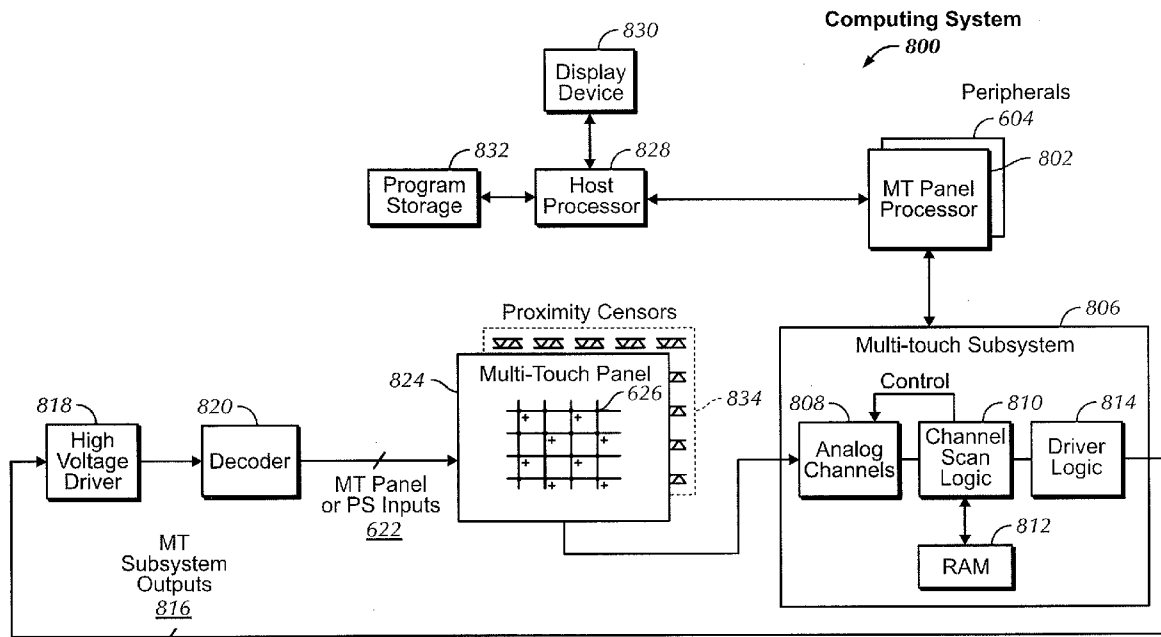 Computing System
800
830
Display
Device
Peripherals
604
802
MT Panel
Processor
832
Program
Storage
828
Host
Processor
Proximity Censors
834
824
Multi-Touch Panel
626
+ +
+ +
+ +
+ +
806
Multi-touch Subsystem
Control
808
Analog
Channels
810
Channel
Scan
Logic
814
Driver
Logic
812
RAM
818
High
Voltage
Driver
820
Decoder
MT Panel
or PS Inputs
622
MT
Subsystem
Outputs
816